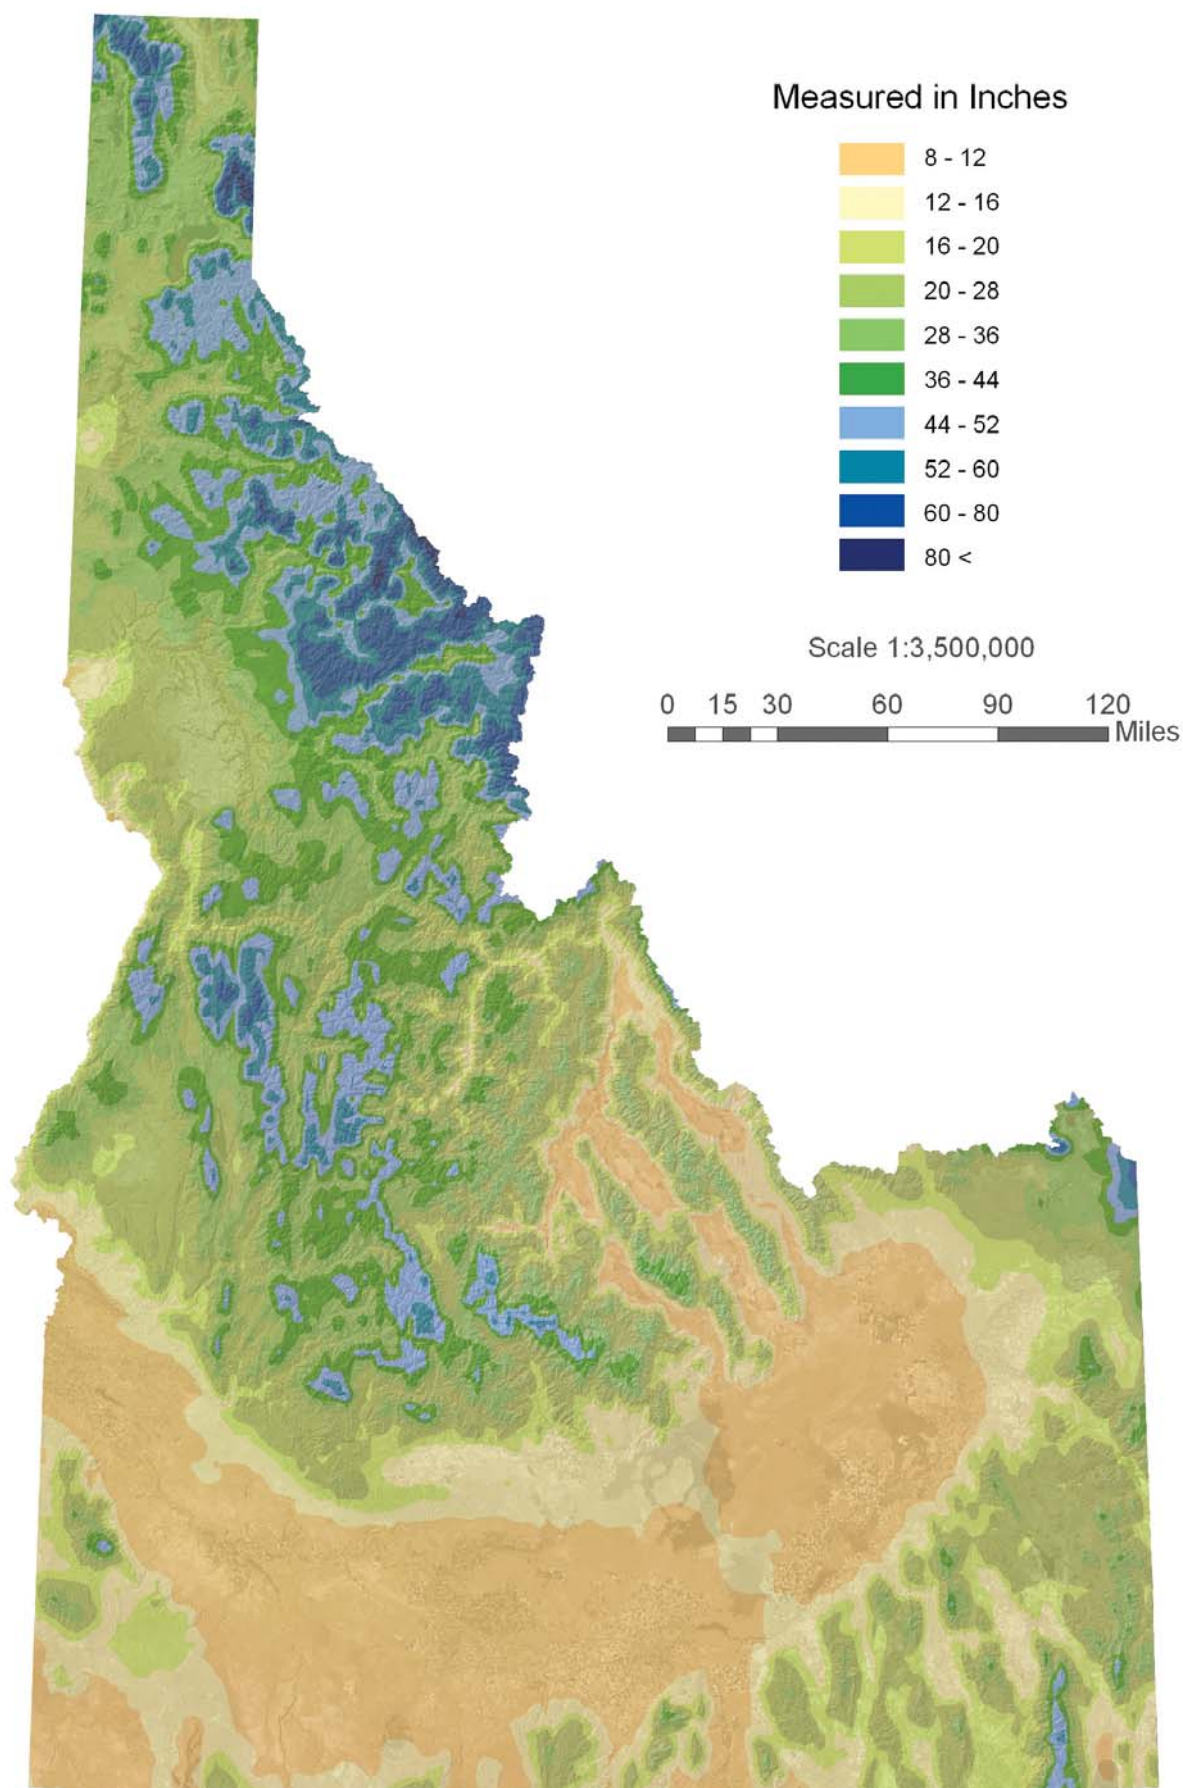 Measured in Inches
8 - 12
12 - 16
16 - 20
20 - 28
28 - 36
36 - 44
44 - 52
52 - 60
60 - 80
80 <
Scale 1:3,500,000
0 15 30 60 90 120
Miles